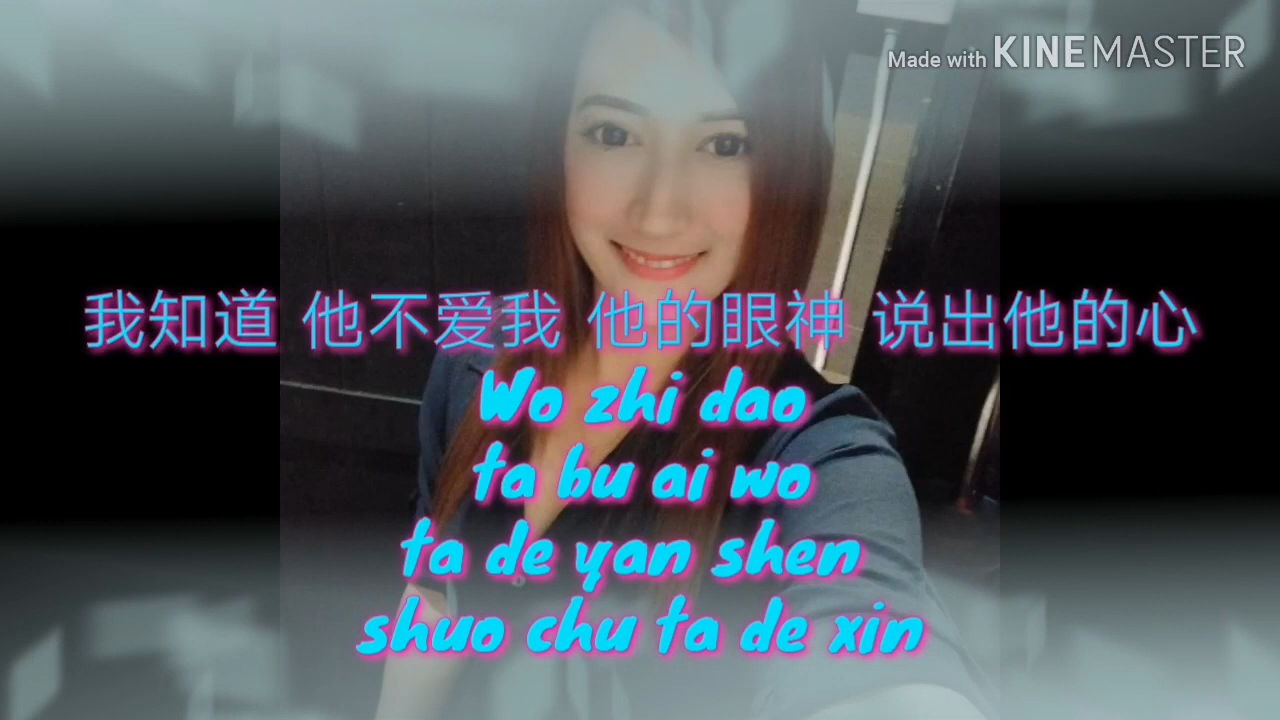 Made with KINEMASTER
我知道 他不爱我 他的眼神 说出他的心
Wo zhi dao
ta bu ai wo
ta de yan shen
shuo chu ta de xin